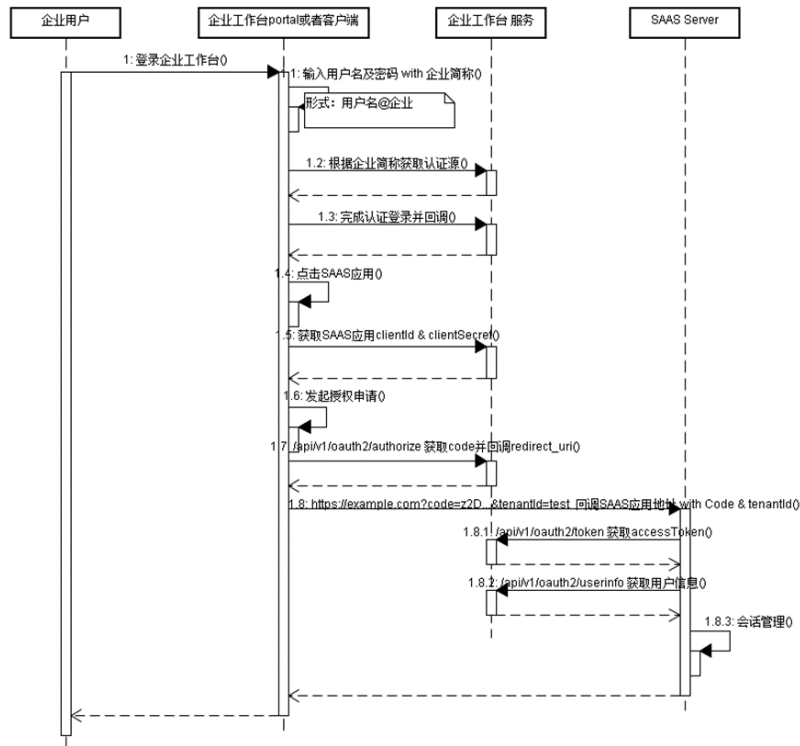 企业用户
企业工作台portal或者客户端
企业工作台 服务
SAAS Server
1: 登录企业工作台()
1: 输入用户名及密码 with 企业简称()
形式：用户名@企业
1.2: 根据企业简称获取认证源()
1.3: 完成认证登录并回调()
1.4: 点击SAAS应用()
1.5: 获取SAAS应用clientId & clientSecret()
1.6: 发起授权申请()
1.7: /api/v1/oauth2/authorize 获取code并回调redirect_uri()
1.8: https://example.com?code=z2D...&tenantId=test 回调SAAS应用地址 with Code & tenantId()
1.8.1: /api/v1/oauth2/token 获取accessToken()
1.8.2: /api/v1/oauth2/userinfo 获取用户信息()
1.8.3: 会话管理()